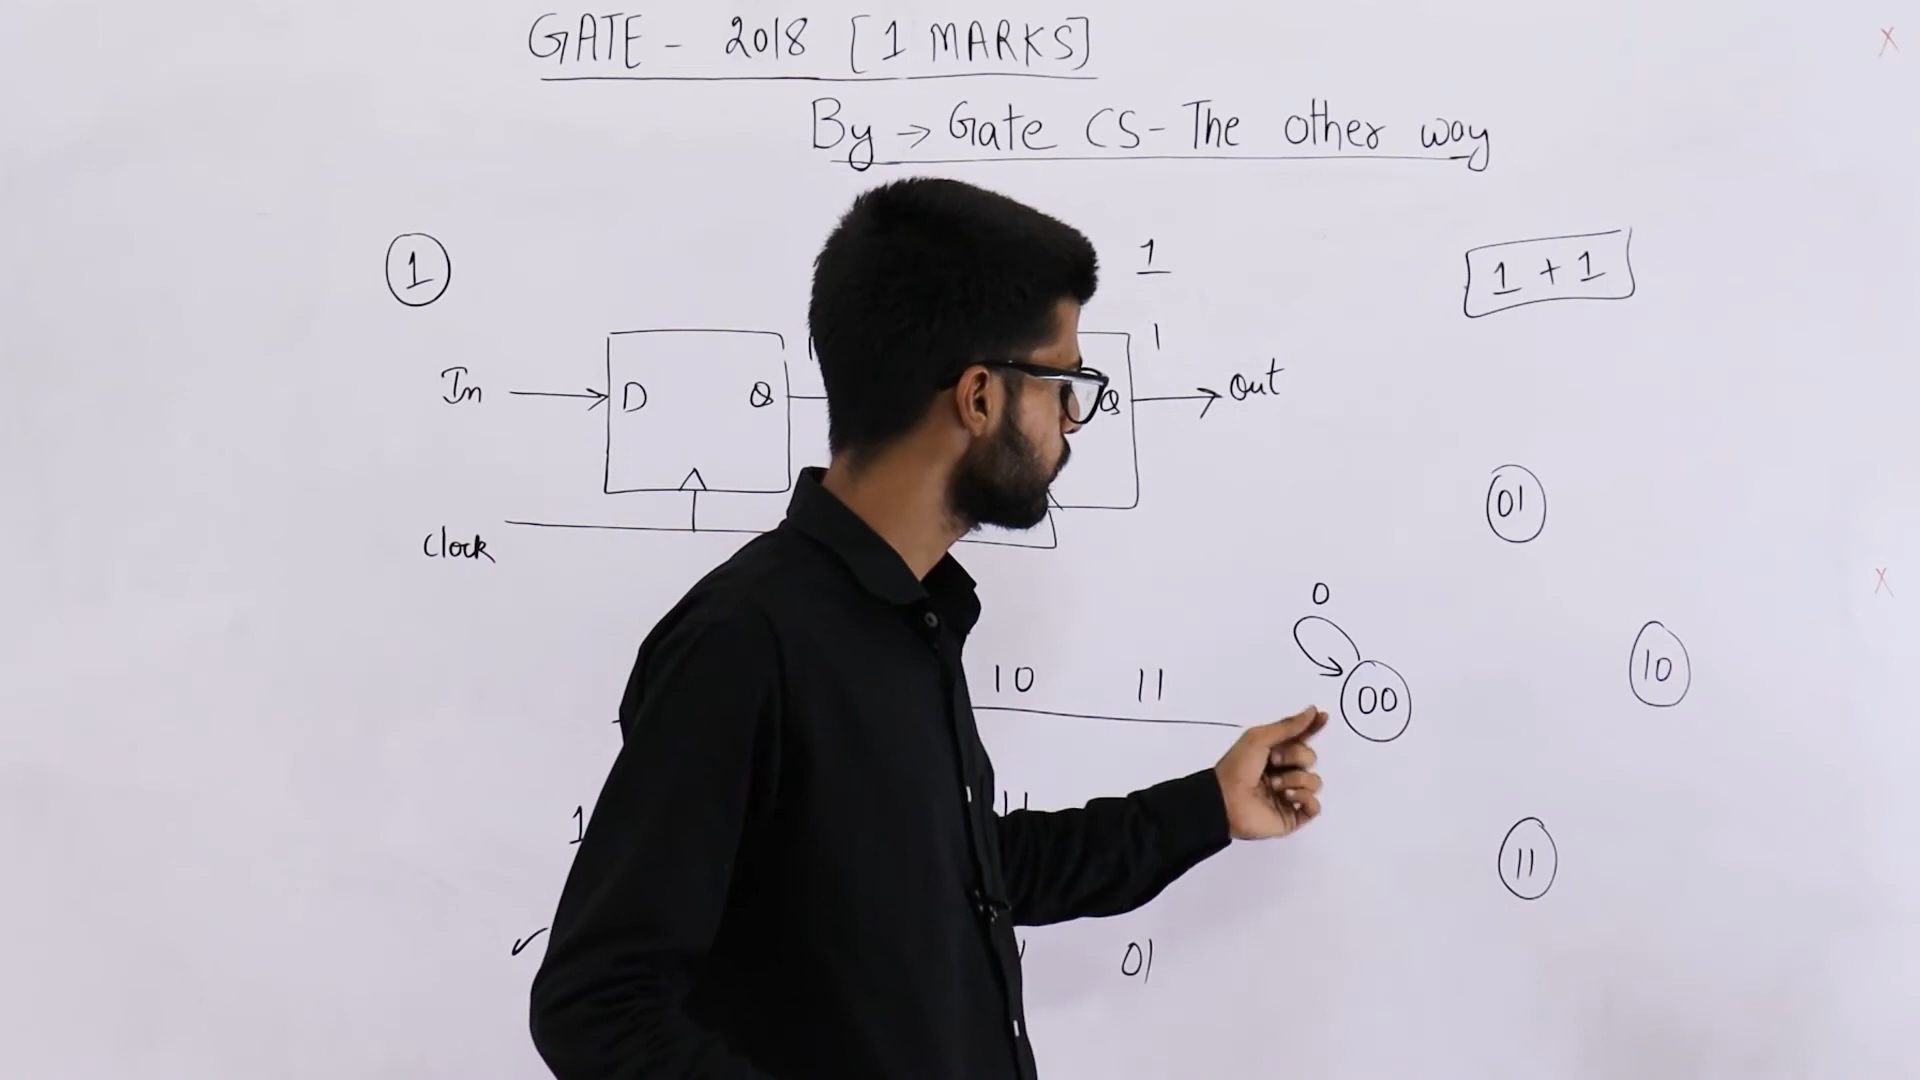 GATE - 2018 [1 MARKS]
By → Gate CS - The other way
1
1
1 + 1
1
In
D
Q
Q
Out
Clock
01
0
10
11
10
00
1
11
11
01